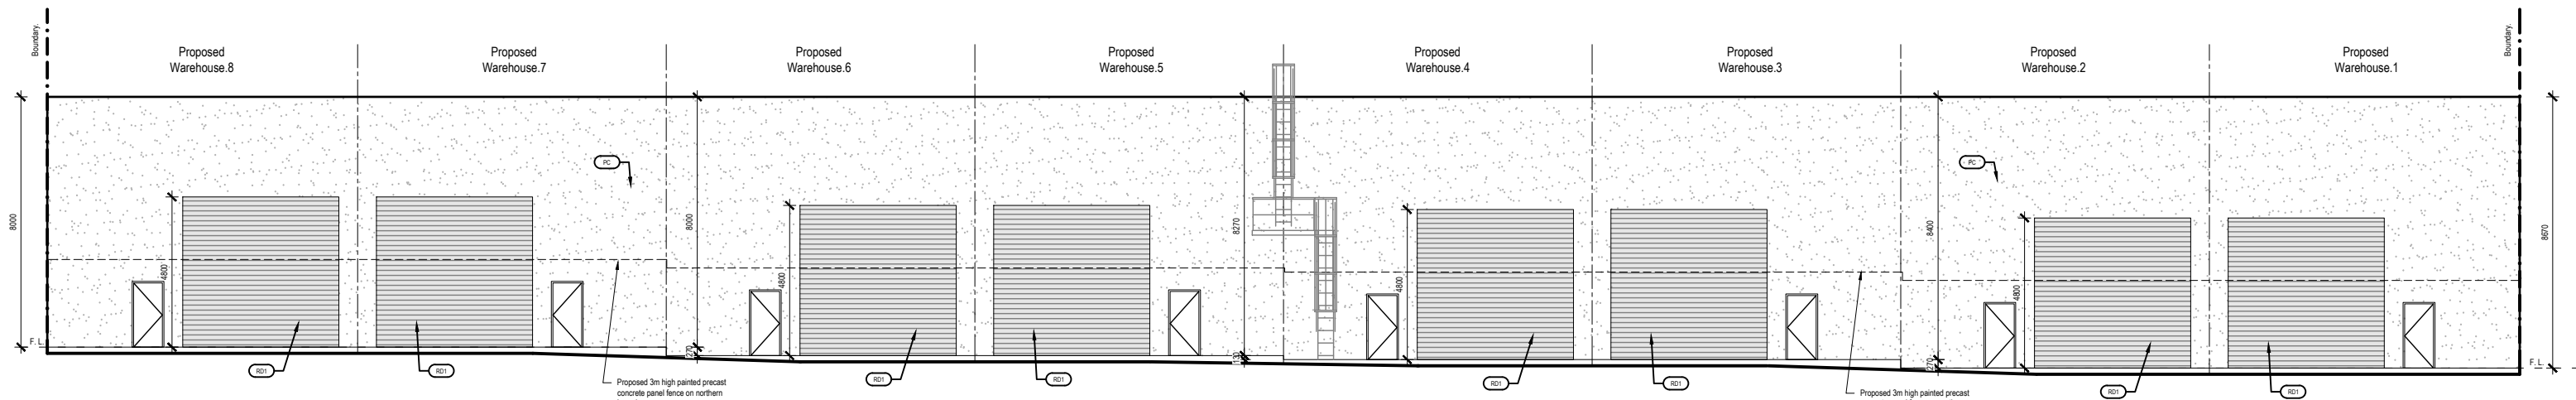 Boundary.
Proposed
Warehouse.8
Proposed
Warehouse.7
Proposed
Warehouse.6
Proposed
Warehouse.5
Proposed
Warehouse.4
Proposed
Warehouse.3
Proposed
Warehouse.2
Proposed
Warehouse.1
Boundary.
PC
PC
8000
8000
8270
8400
8670
4800
4800
4800
4800
F. L.
270
130
270
F. L.
RD1
RD1
RD1
RD1
RD1
RD1
RD1
RD1
Proposed 3m high painted precast
concrete panel fence on northern
Proposed 3m high painted precast